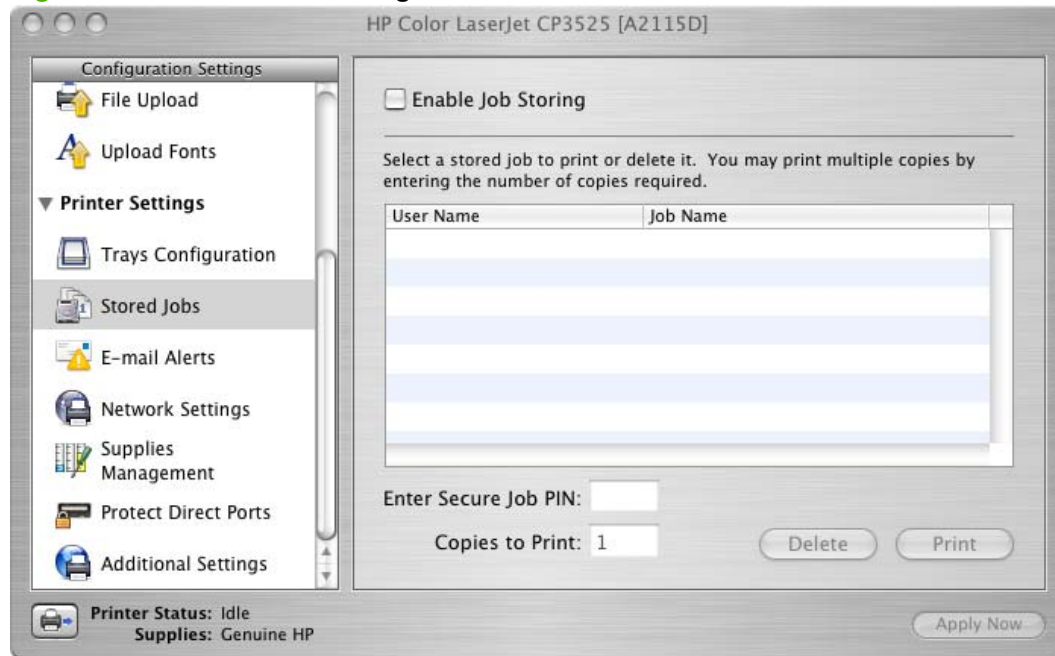 HP Color LaserJet CP3525 [A2115D]
Configuration Settings
File Upload
Upload Fonts
Printer Settings
Trays Configuration
Stored Jobs
E-mail Alerts
Network Settings
Supplies
Management
Protect Direct Ports
Additional Settings
Enable Job Storing
Select a stored job to print or delete it. You may print multiple copies by
entering the number of copies required.
User Name Job Name
Enter Secure Job PIN:
Copies to Print: 1
Delete Print
Printer Status: Idle
Supplies: Genuine HP
Apply Now